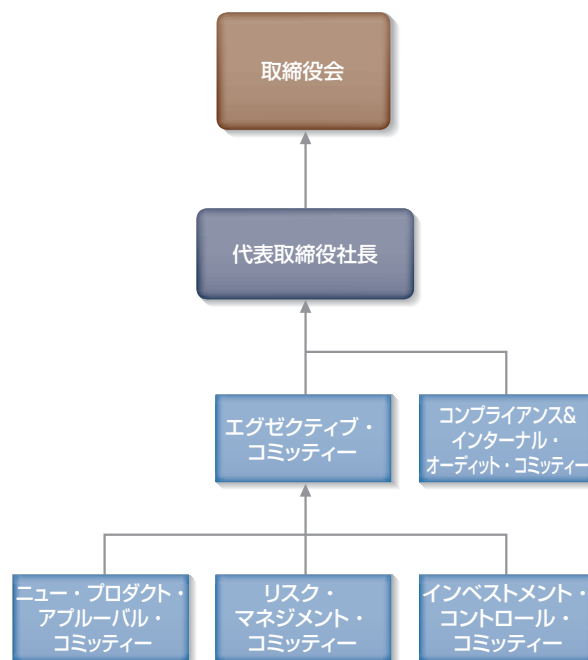 取締役会
代表取締役社長
エグゼクティブ・
コミッティー
コンプライアンス&
インターナル・
オーディット・コミッティー
ニュー・プロダクト・
アプルーバル・
コミッティー
リスク・
マネジメント・
コミッティー
インベストメント・
コントロール・
コミッティー